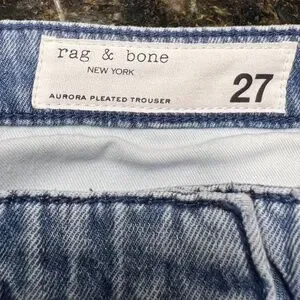 rag & bone
NEW YORK
AURORA PLEATED TROUSER
27